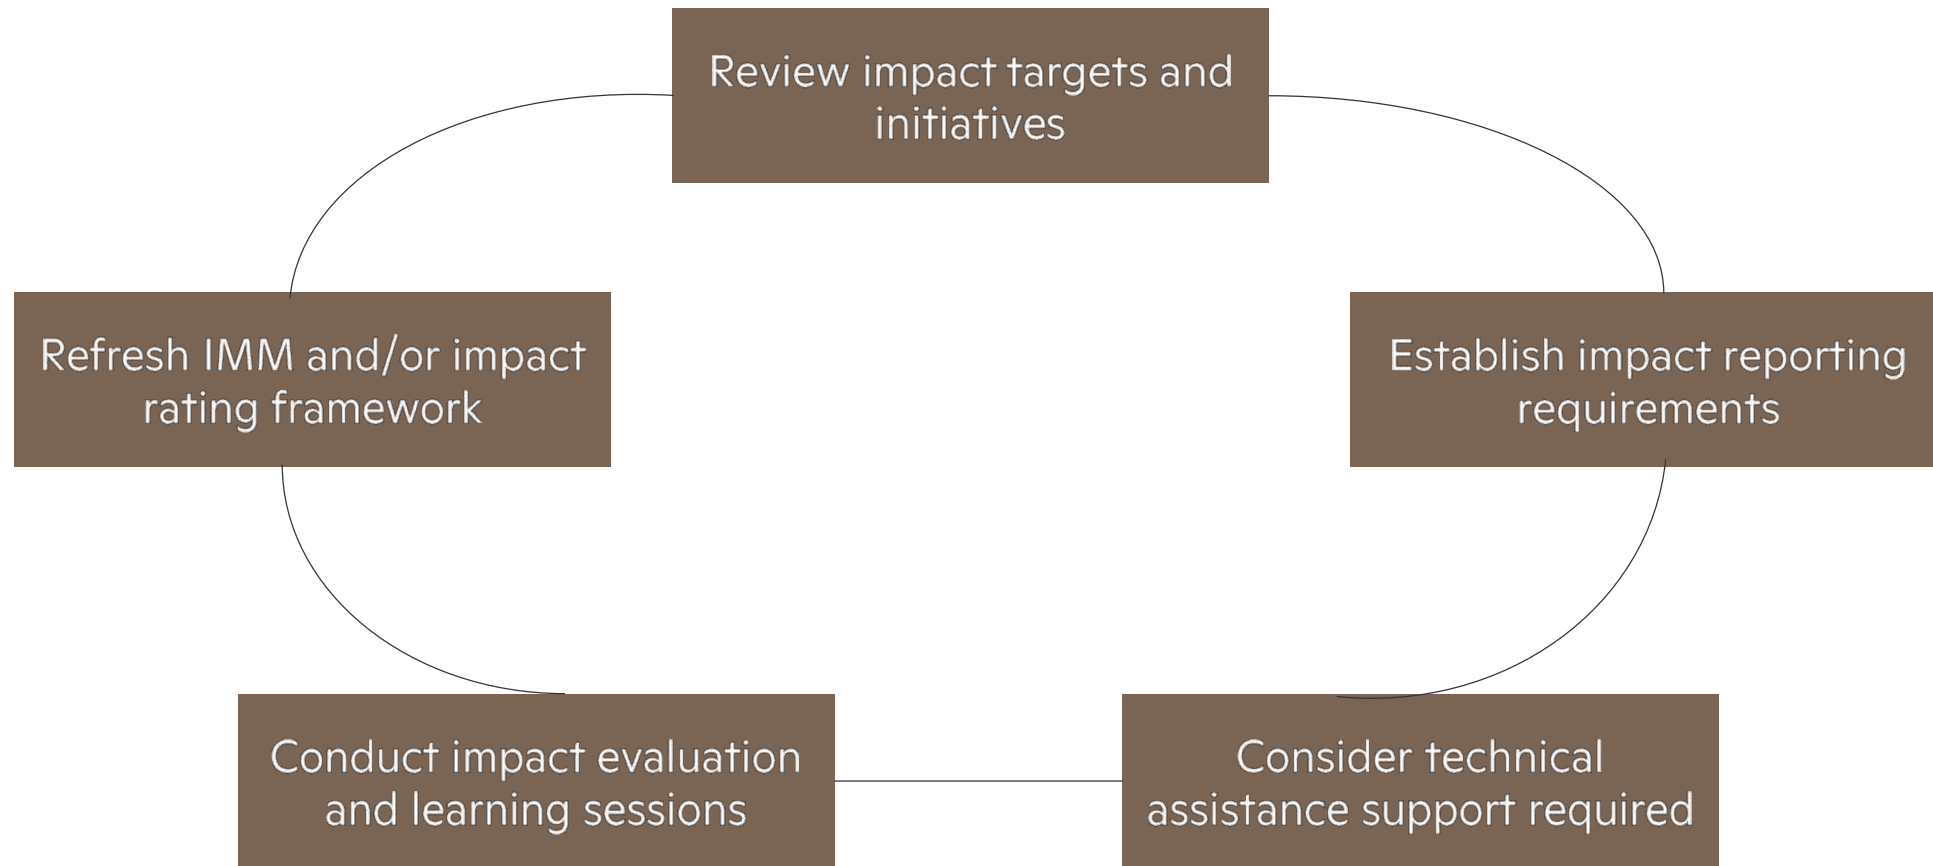 Review impact targets and
initiatives
Establish impact reporting
requirements
Consider technical
assistance support required
Conduct impact evaluation
and learning sessions
Refresh IMM and/or impact
rating framework